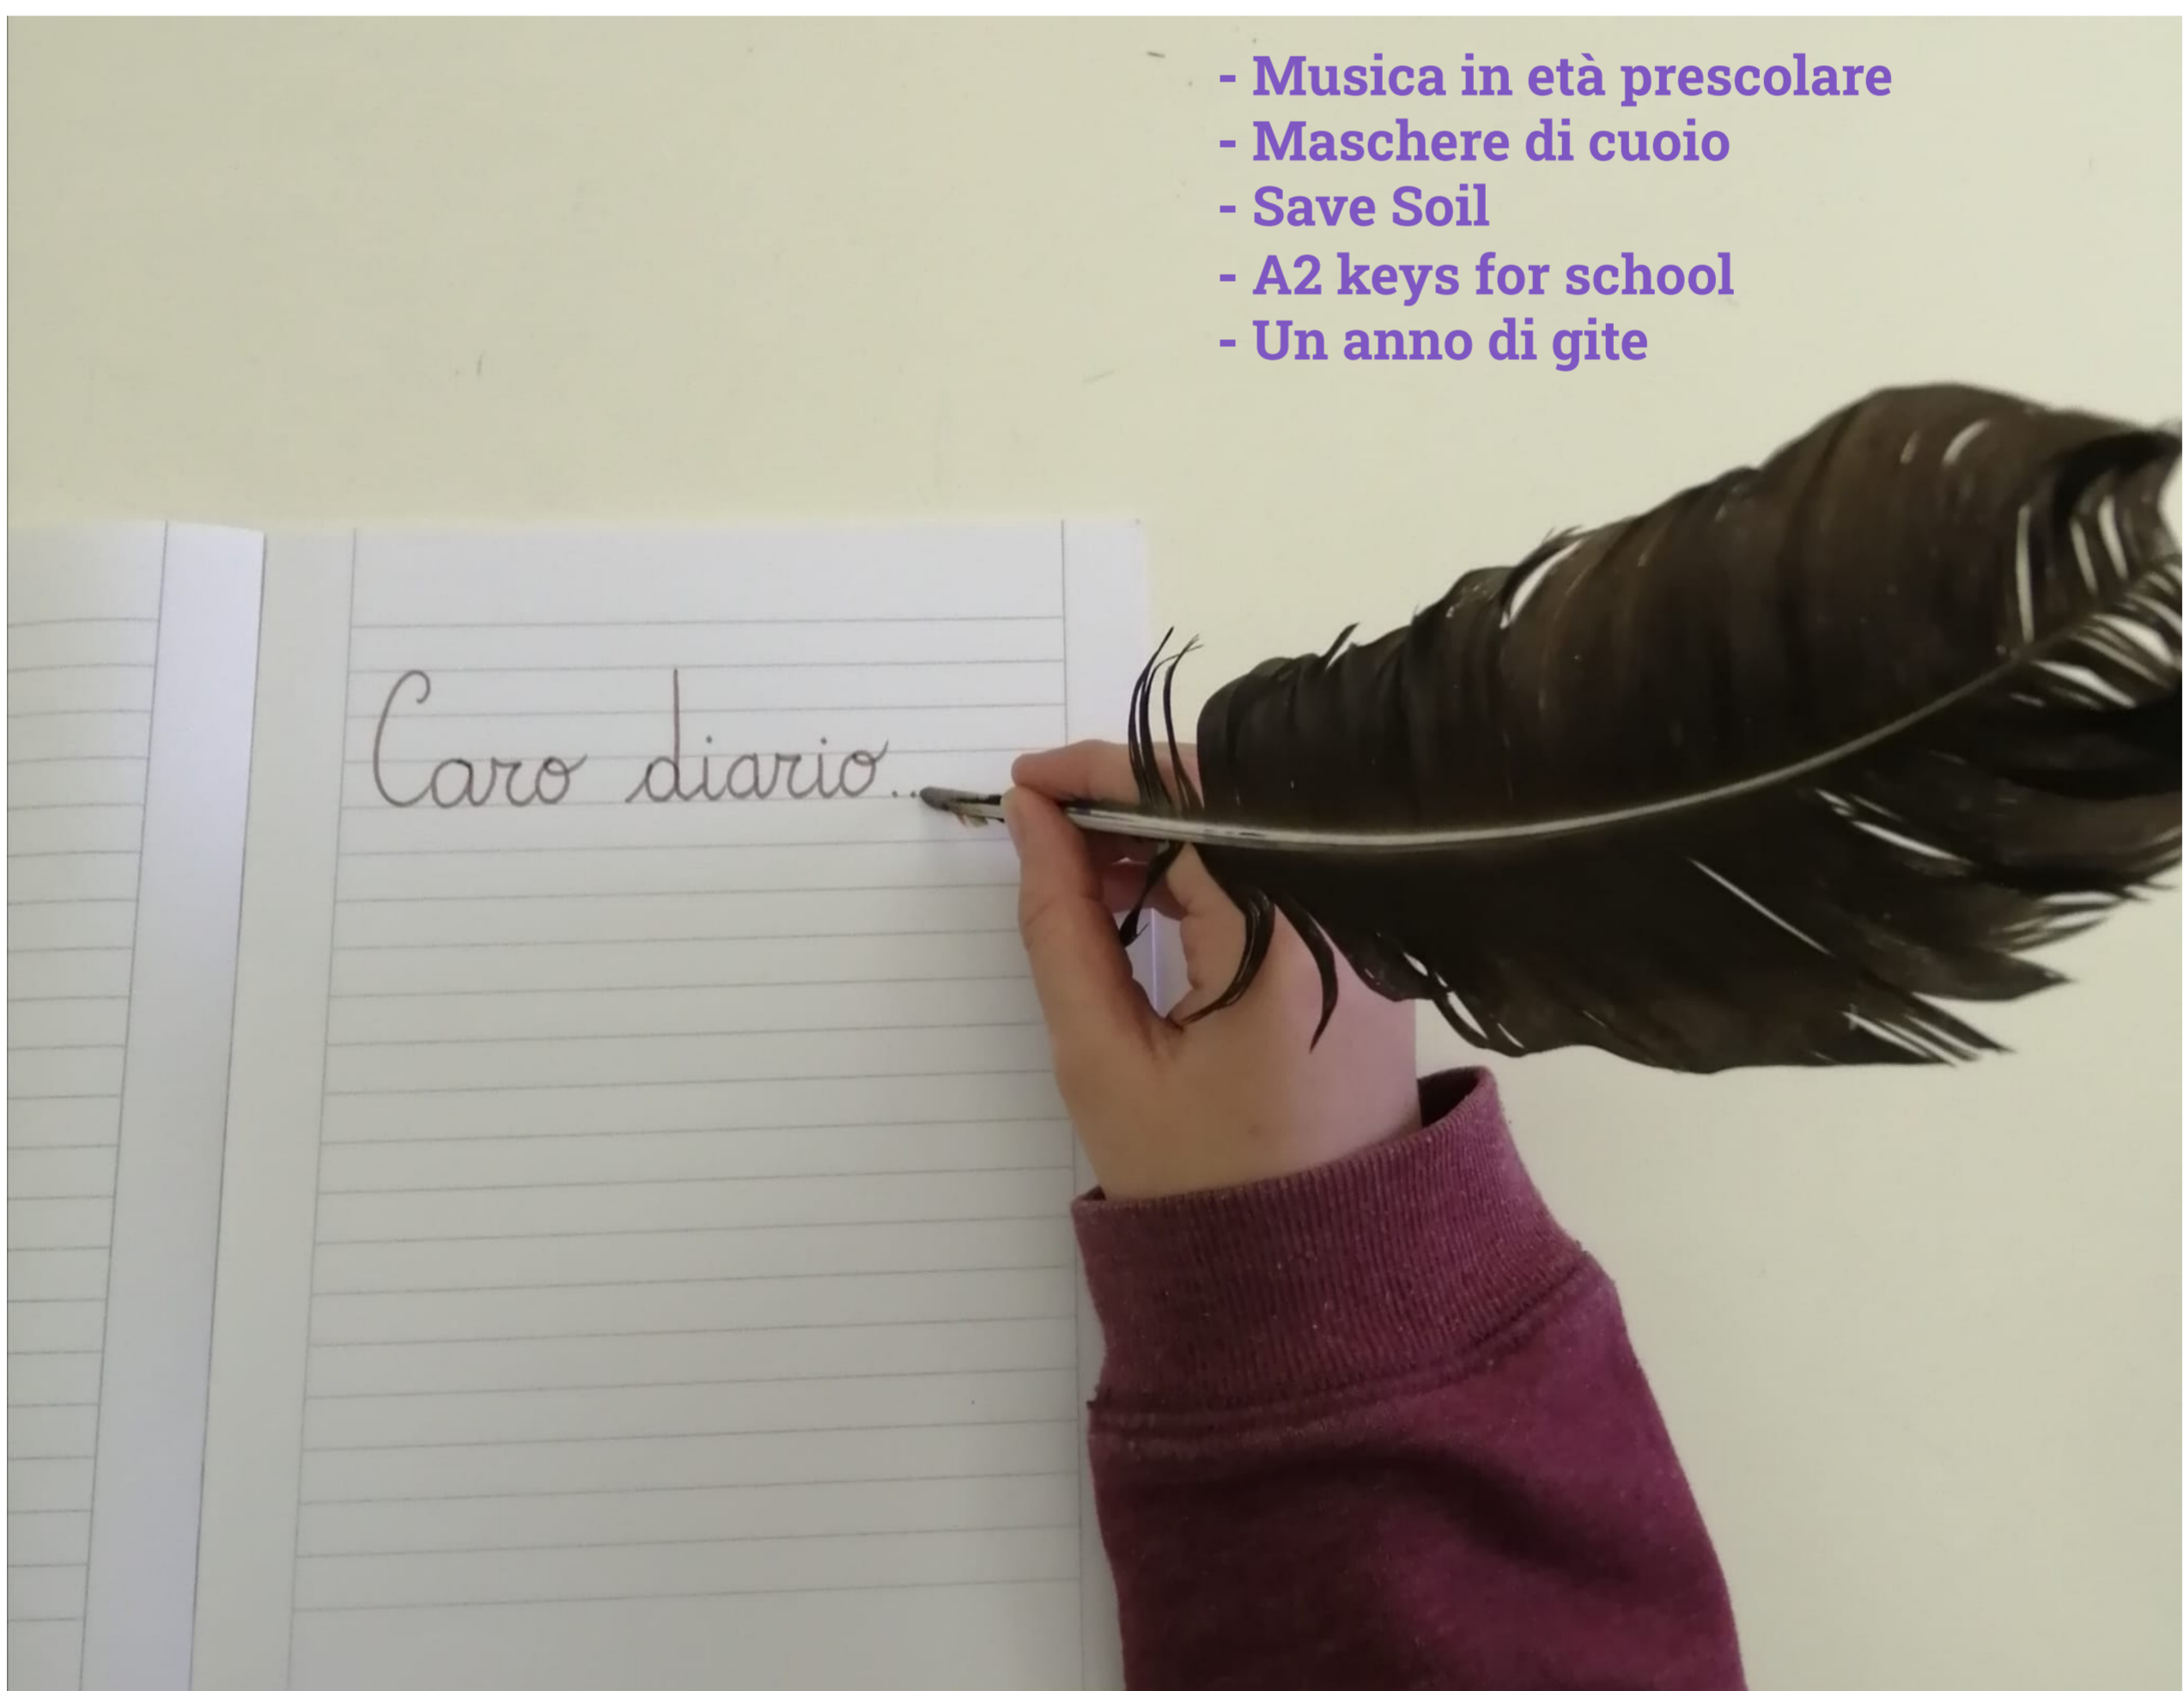 - Musica in età prescolare
- Maschere di cuoio
- Save Soil
- A2 keys for school
- Un anno di gite
Caro diario...